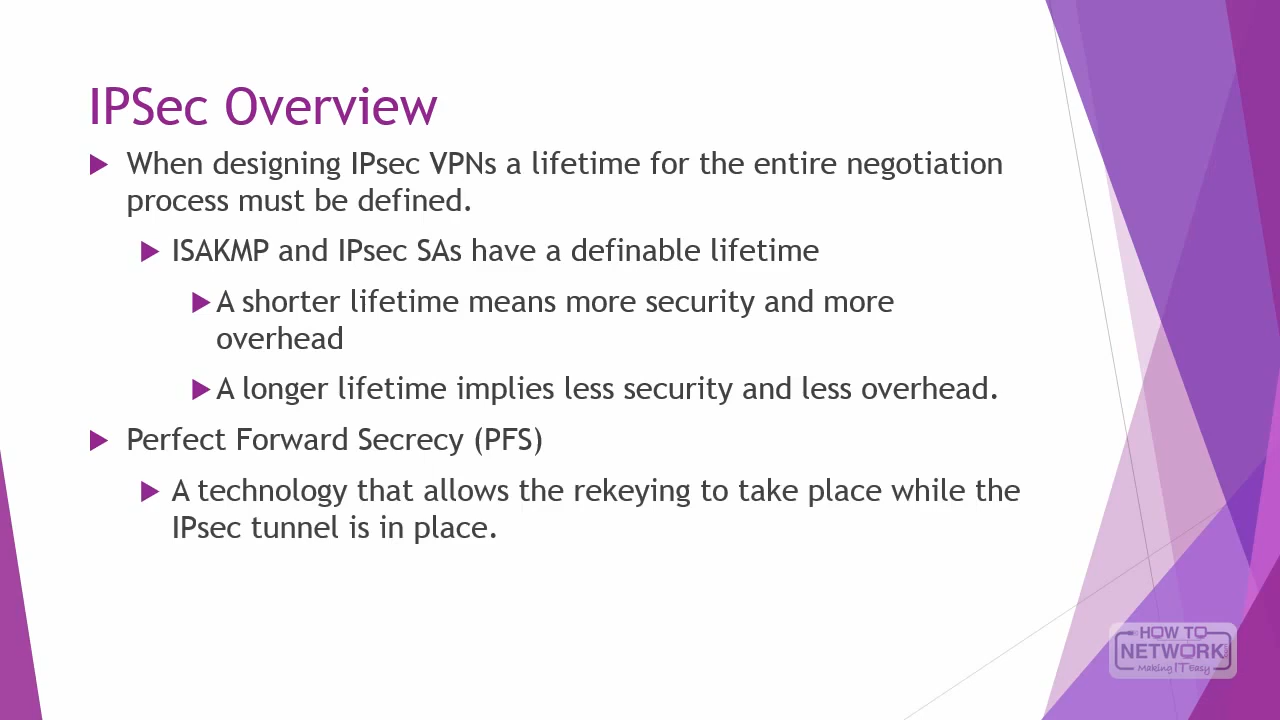 IPSec Overview
When designing IPsec VPNs a lifetime for the entire negotiation
process must be defined.
ISAKMP and IPsec SAs have a definable lifetime
A shorter lifetime means more security and more
overhead
A longer lifetime implies less security and less overhead.
Perfect Forward Secrecy (PFS)
A technology that allows the rekeying to take place while the
IPsec tunnel is in place.
HOW TO
NETWORK
Making IT Easy